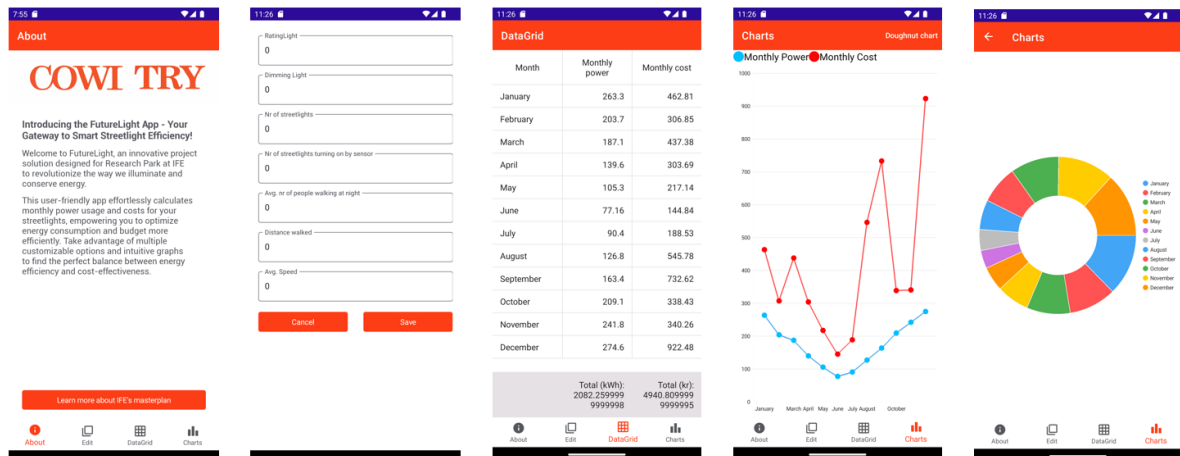 7:55
About
COWI TRY
Introducing the FutureLight App - Your
Gateway to Smart Streetlight Efficiency!
Welcome to FutureLight, an innovative project
solution designed for Research Park at IFE
to revolutionize the way we illuminate and
conserve energy.
This user-friendly app effortlessly calculates
monthly power usage and costs for your
streetlights, empowering you to optimize
energy consumption and budget more
efficiently. Take advantage of multiple
customizable options and intuitive graphs
to find the perfect balance between energy
efficiency and cost-effectiveness.
Learn more about IFE's masterplan
About Edit DataGrid Charts
11:26
RatingLight
0
Dimming Light
0
Nr of streetlights
0
Nr of streetlights turning on by sensor
0
Avg. nr of people walking at night
0
Distance walked
0
Avg. Speed
0
Cancel Save
11:26
DataGrid
Month Monthly power Monthly cost
January 263.3 462.81
February 203.7 306.85
March 187.1 437.38
April 139.6 303.69
May 105.3 217.14
June 77.16 144.84
July 90.4 188.53
August 126.8 545.78
September 163.4 732.62
October 209.1 338.43
November 241.8 340.26
December 274.6 922.48
Total (kWh): Total (kr):
2082.259999 4940.809999
9999998 9999995
About Edit DataGrid Charts
11:26
Charts Doughnut chart
Monthly Power Monthly Cost
1000
900
800
700
600
500
400
300
200
100
0
January March April May June July August October
About Edit DataGrid Charts
11:26
Charts
January
February
March
April
May
June
July
August
September
October
November
December
About Edit DataGrid Charts